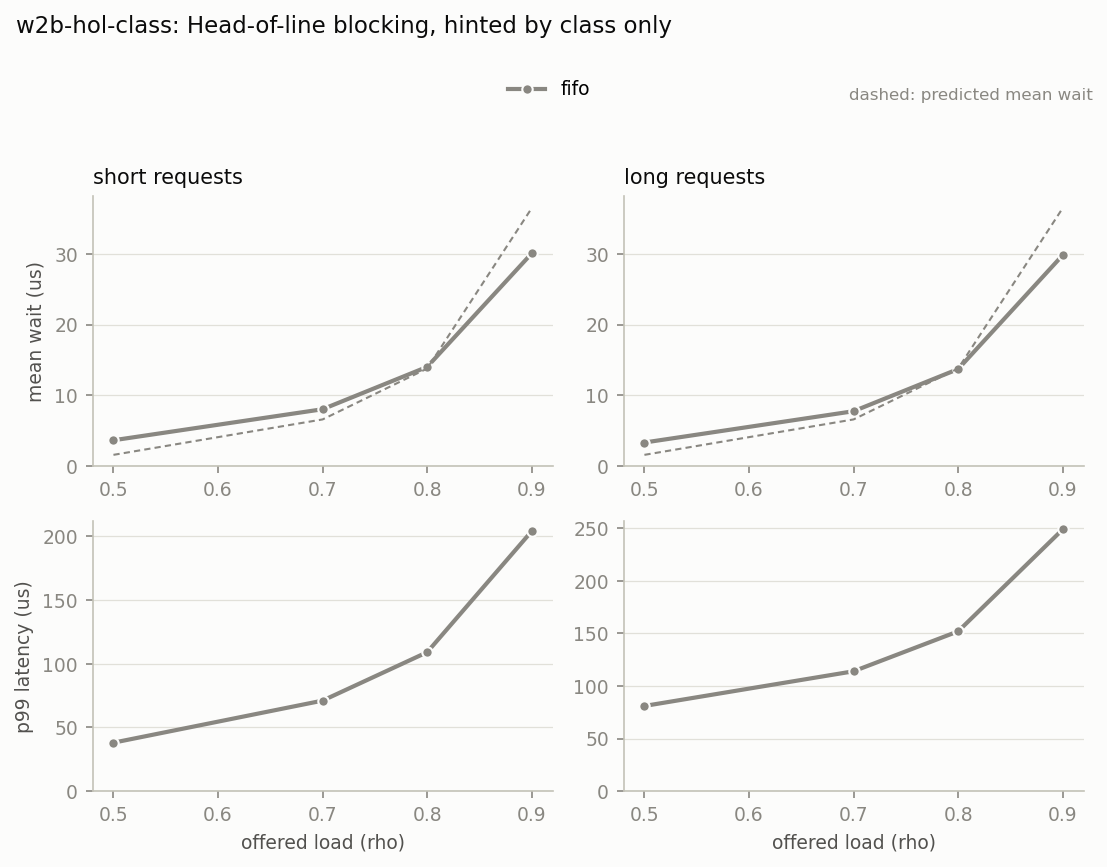 w2b-hol-class: Head-of-line blocking, hinted by class only
fifo
dashed: predicted mean wait
short requests
long requests
mean wait (us)
30
20
10
0
0.5 0.6 0.7 0.8 0.9
30
20
10
0
0.5 0.6 0.7 0.8 0.9
p99 latency (us)
200
150
100
50
0
0.5 0.6 0.7 0.8 0.9
offered load (rho)
250
200
150
100
50
0
0.5 0.6 0.7 0.8 0.9
offered load (rho)